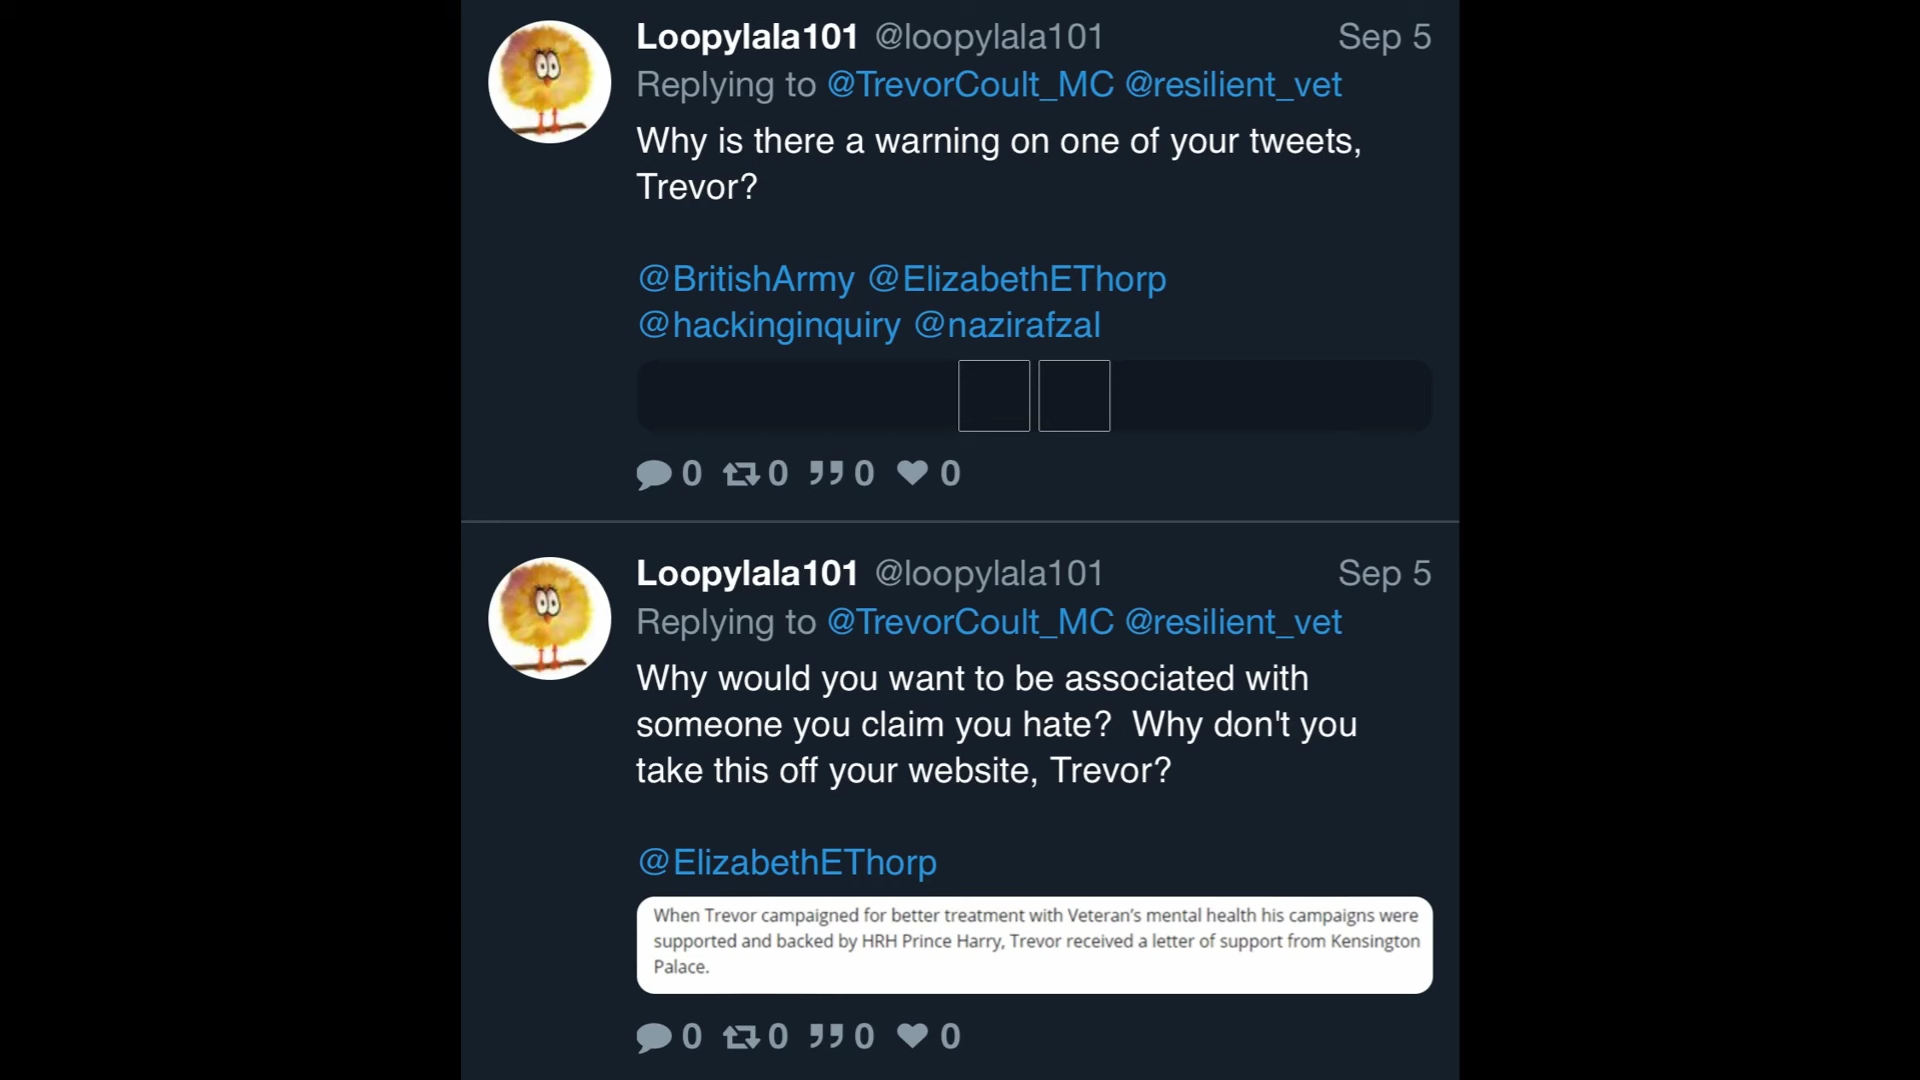 Loopylala101 @loopylala101 Sep 5
Replying to @TrevorCoult_MC @resilient_vet
Why is there a warning on one of your tweets,
Trevor?
@BritishArmy @ElizabethEThorp
@hackinginquiry @nazirafzal
0 0 0 0
Loopylala101 @loopylala101 Sep 5
Replying to @TrevorCoult_MC @resilient_vet
Why would you want to be associated with
someone you claim you hate?  Why don't you
take this off your website, Trevor?
@ElizabethEThorp
When Trevor campaigned for better treatment with Veteran's mental health his campaigns were
supported and backed by HRH Prince Harry, Trevor received a letter of support from Kensington
Palace.
0 0 0 0